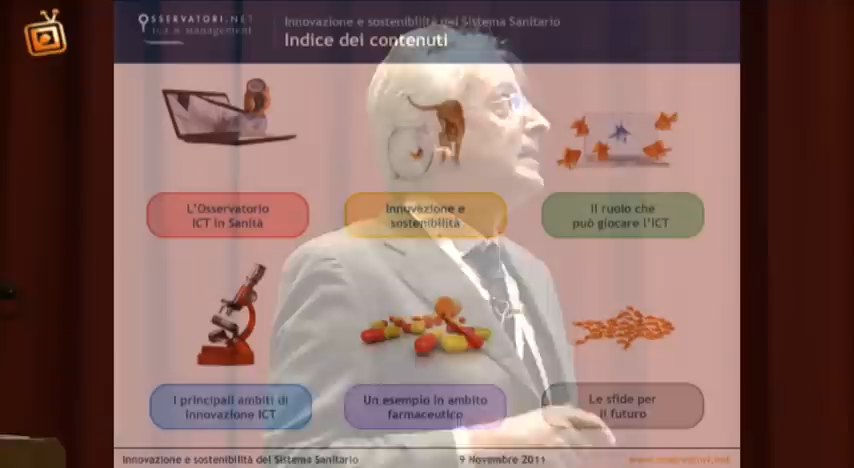 OSSERVATORI.NET
ICT & Management
Innovazione e sostenibilità del Sistema Sanitario
Indice dei contenuti
L'Osservatorio
ICT in Sanità
Innovazione e
sostenibilità
Il ruolo che
può giocare l'ICT
I principali ambiti di
innovazione ICT
Un esempio in ambito
farmaceutico
Le sfide per
il futuro
Innovazione e sostenibilità del Sistema Sanitario
9 Novembre 2011
www.osservatori.net